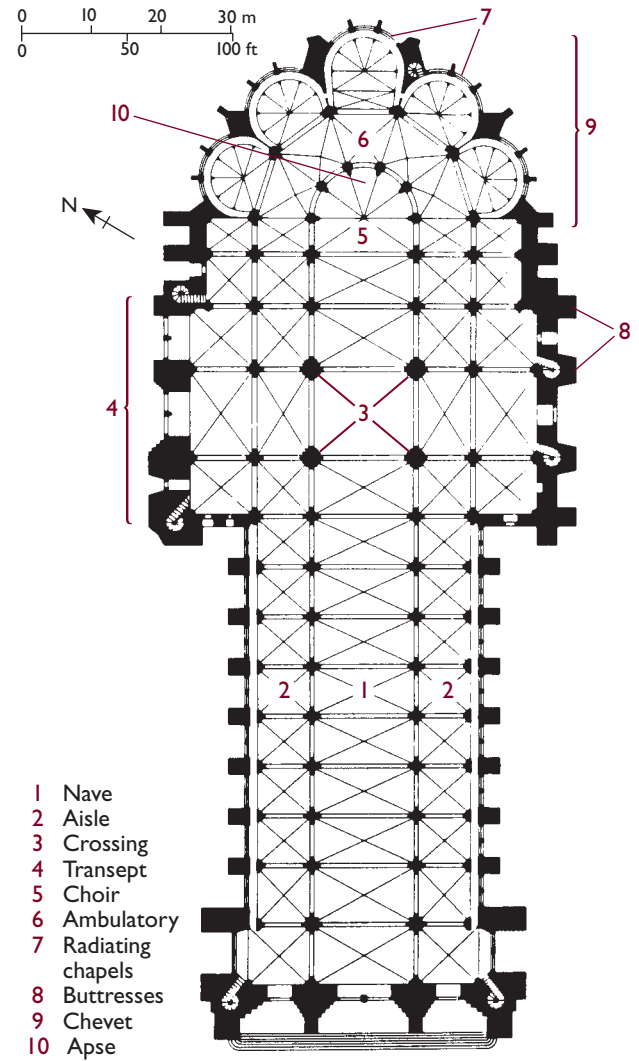 0 10 20 30 m
0 50 100 ft
7
10
6
9
N
5
8
4
3
2 1 2
1 Nave
2 Aisle
3 Crossing
4 Transept
5 Choir
6 Ambulatory
7 Radiating
chapels
8 Buttresses
9 Chevet
10 Apse